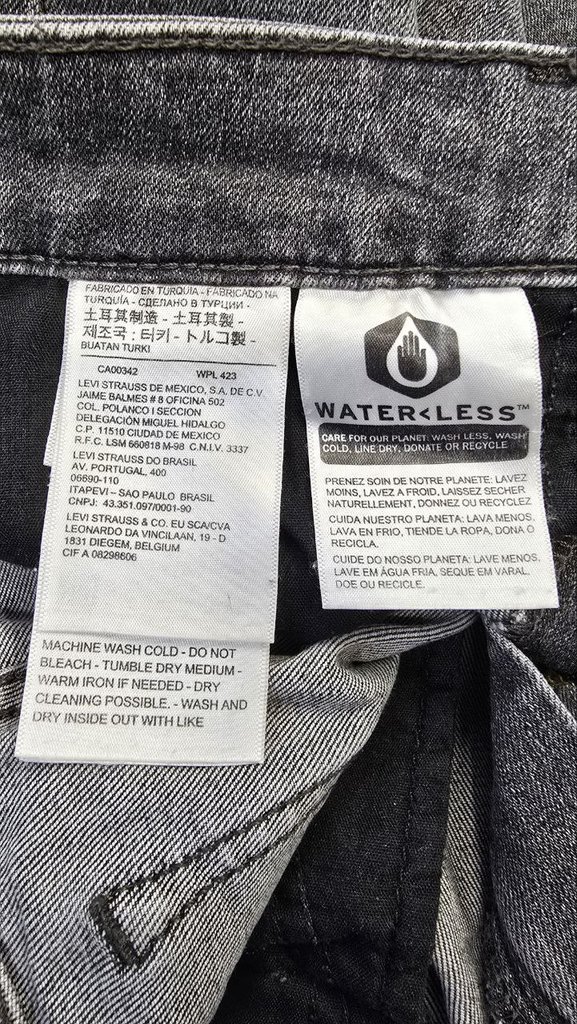 FABRICADO EN TURQUÍA - FABRICADO NA
TURQUIA - СДЕЛАНО В ТУРЦИИ -
土耳其制造 - 土耳其製 -
제조국 : 터키 - トルコ製 -
BUATAN TURKI
CA00342 WPL 423
LEVI STRAUSS DE MEXICO, S.A. DE C.V.
JAIME BALMES # 8 OFICINA 502
COL. POLANCO I SECCION
DELEGACIÓN MIGUEL HIDALGO
C.P. 11510 CIUDAD DE MEXICO
R.F.C. LSM 660818 M-98 C.N.I.V. 3337
LEVI STRAUSS DO BRASIL
AV. PORTUGAL, 400
06690-110
ITAPEVI – SAO PAULO BRASIL
CNPJ: 43.351.097/0001-90
LEVI STRAUSS & CO. EU SCA/CVA
LEONARDO DA VINCILAAN, 19 - D
1831 DIEGEM, BELGIUM
CIF A 08298606
MACHINE WASH COLD - DO NOT
BLEACH - TUMBLE DRY MEDIUM -
WARM IRON IF NEEDED - DRY
CLEANING POSSIBLE. - WASH AND
DRY INSIDE OUT WITH LIKE
WATER<LESS™
CARE FOR OUR PLANET: WASH LESS, WASH
COLD, LINE DRY, DONATE OR RECYCLE
PRENEZ SOIN DE NOTRE PLANETE: LAVEZ
MOINS, LAVEZ A FROID, LAISSEZ SECHER
NATURELLEMENT, DONNEZ OU RECYCLEZ
CUIDA NUESTRO PLANETA: LAVA MENOS,
LAVA EN FRIO, TIENDE LA ROPA, DONA O
RECICLA.
CUIDE DO NOSSO PLANETA: LAVE MENOS,
LAVE EM ÁGUA FRIA, SEQUE EM VARAL,
DOE OU RECICLE.